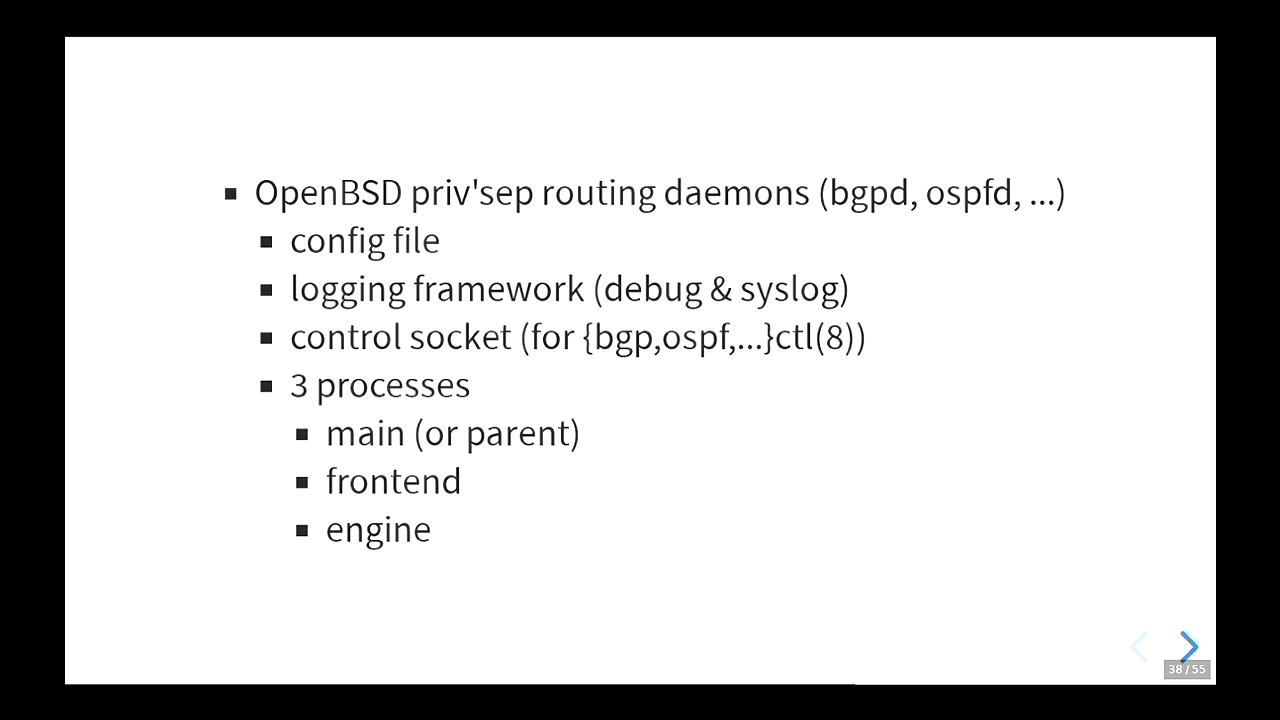 OpenBSD priv'sep routing daemons (bgpd, ospfd, ...)
config file
logging framework (debug & syslog)
control socket (for {bgp,ospf,...}ctl(8))
3 processes
main (or parent)
frontend
engine
38 / 55